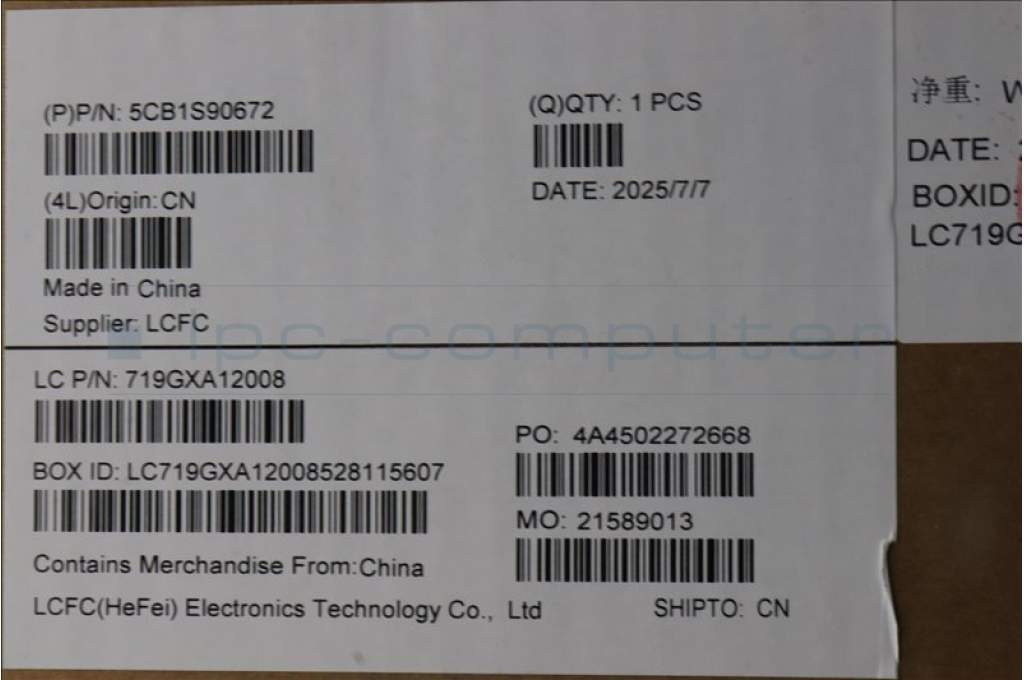 (P)P/N: 5CB1S90672
(Q)QTY: 1 PCS
(4L)Origin:CN
DATE: 2025/7/7
Made in China
Supplier: LCFC
ipc-computer
LC P/N: 719GXA12008
PO: 4A4502272668
BOX ID: LC719GXA12008528115607
MO: 21589013
Contains Merchandise From:China
LCFC(HeFei) Electronics Technology Co., Ltd
SHIPTO: CN
净重:
DATE:
BOXID:
LC719G